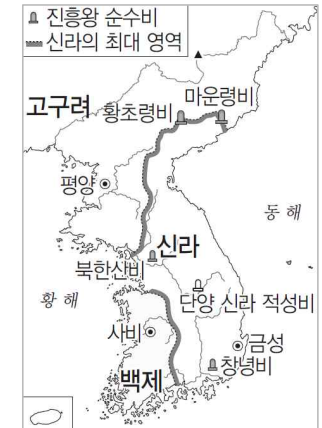 진흥왕 순수비
신라의 최대 영역
고구려
황초령비
마운령비
평양
동해
신라
북한산비
황해
단양 신라 적성비
사비
금성
백제
창녕비